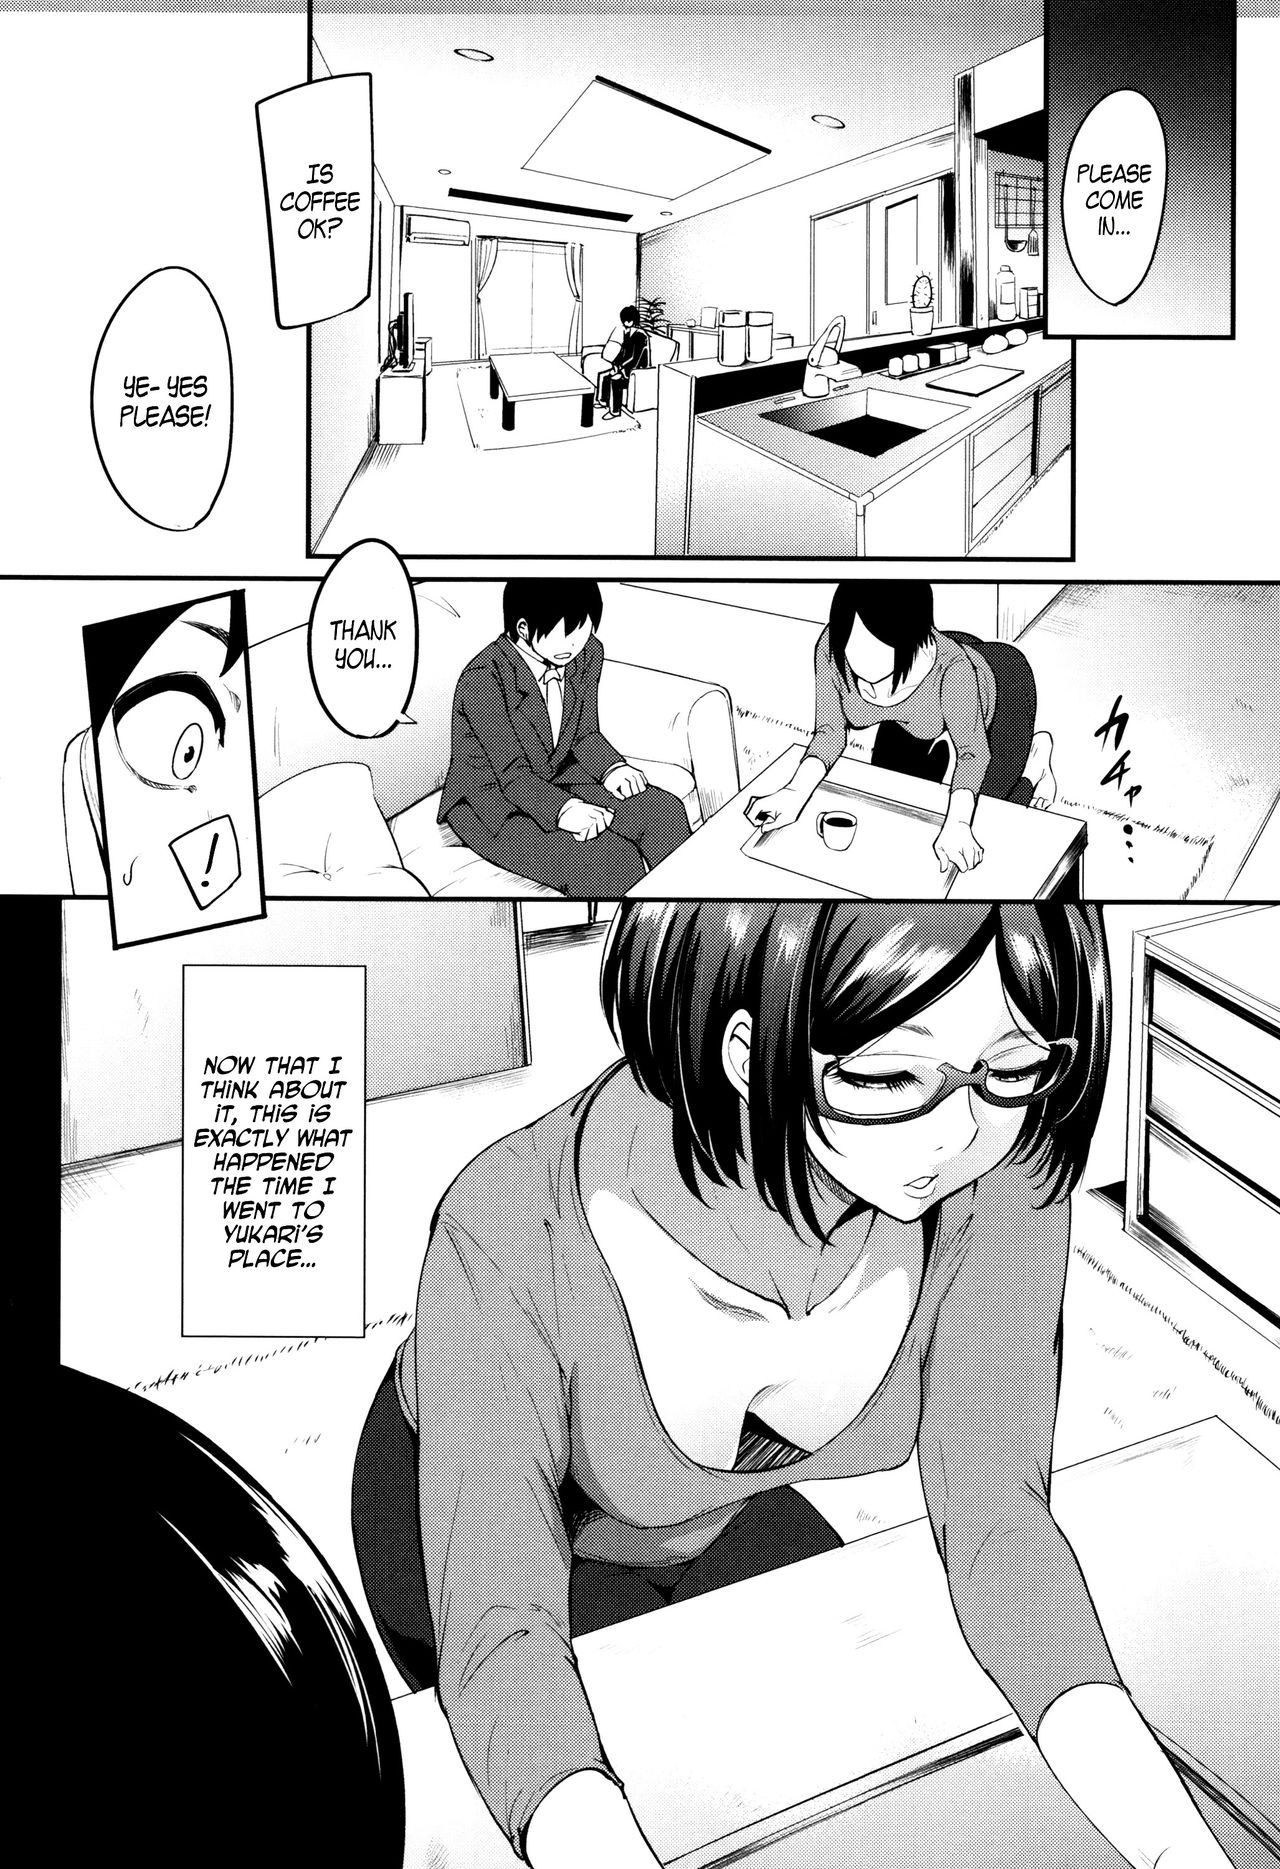 PLEASE
COME
IN...
IS
COFFEE
OK?
YE- YES
PLEASE!
THANK
YOU...
カチャ...
!
NOW THAT I
THINK ABOUT
IT, THIS IS
EXACTLY WHAT
HAPPENED
THE TIME I
WENT TO
YUKARI'S
PLACE...